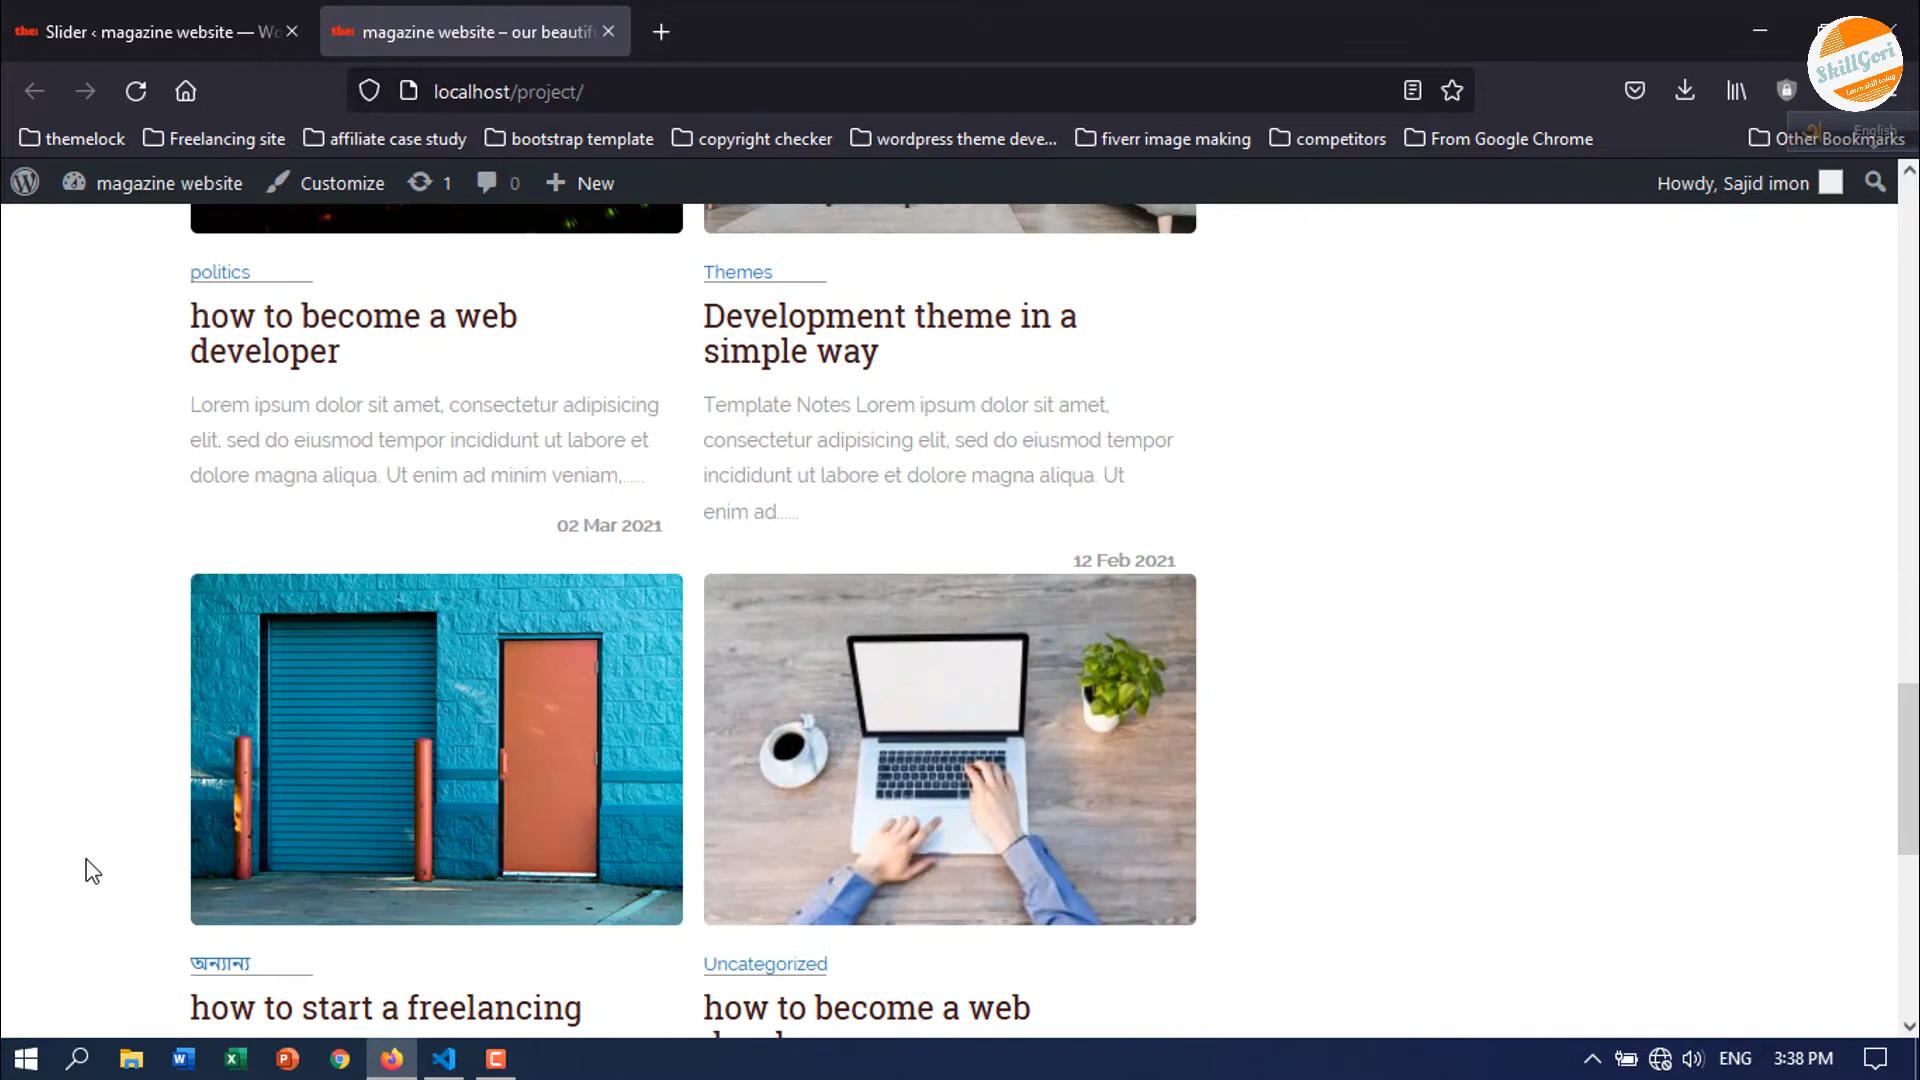 Slider ‹ magazine website — Wo
magazine website – our beautif
SkillGori
Learn skill today
localhost/project/
themelock
Freelancing site
affiliate case study
bootstrap template
copyright checker
wordpress theme deve...
fiverr image making
competitors
From Google Chrome
Other Bookmarks
English
magazine website
Customize
1
0
New
Howdy, Sajid imon
politics
how to become a web
developer
Lorem ipsum dolor sit amet, consectetur adipisicing
elit, sed do eiusmod tempor incididunt ut labore et
dolore magna aliqua. Ut enim ad minim veniam,......
02 Mar 2021
Themes
Development theme in a
simple way
Template Notes Lorem ipsum dolor sit amet,
consectetur adipisicing elit, sed do eiusmod tempor
incididunt ut labore et dolore magna aliqua. Ut
enim ad......
12 Feb 2021
অন্যান্য
how to start a freelancing
Uncategorized
how to become a web
ENG
3:38 PM